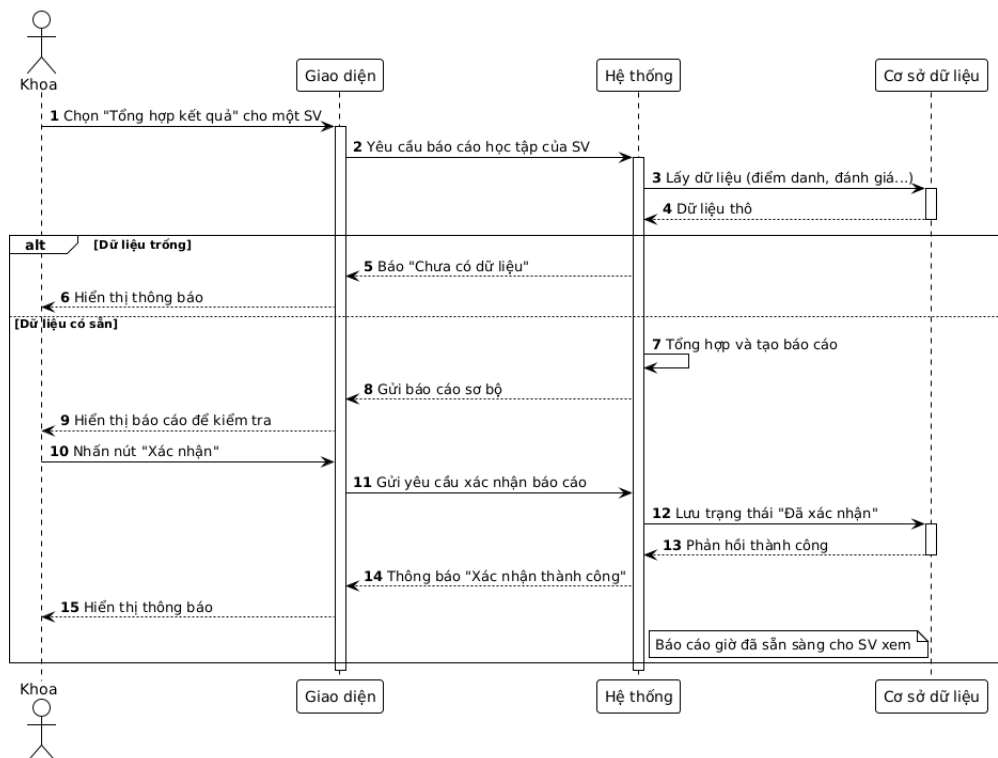 Khoa
Giao diện
Hệ thống
Cơ sở dữ liệu
1 Chọn "Tổng hợp kết quả" cho một SV
2 Yêu cầu báo cáo học tập của SV
3 Lấy dữ liệu (điểm danh, đánh giá...)
4 Dữ liệu thô
alt [Dữ liệu trống]
5 Báo "Chưa có dữ liệu"
6 Hiển thị thông báo
[Dữ liệu có sẵn]
7 Tổng hợp và tạo báo cáo
8 Gửi báo cáo sơ bộ
9 Hiển thị báo cáo để kiểm tra
10 Nhấn nút "Xác nhận"
11 Gửi yêu cầu xác nhận báo cáo
12 Lưu trạng thái "Đã xác nhận"
13 Phản hồi thành công
14 Thông báo "Xác nhận thành công"
15 Hiển thị thông báo
Báo cáo giờ đã sẵn sàng cho SV xem
Khoa
Giao diện
Hệ thống
Cơ sở dữ liệu